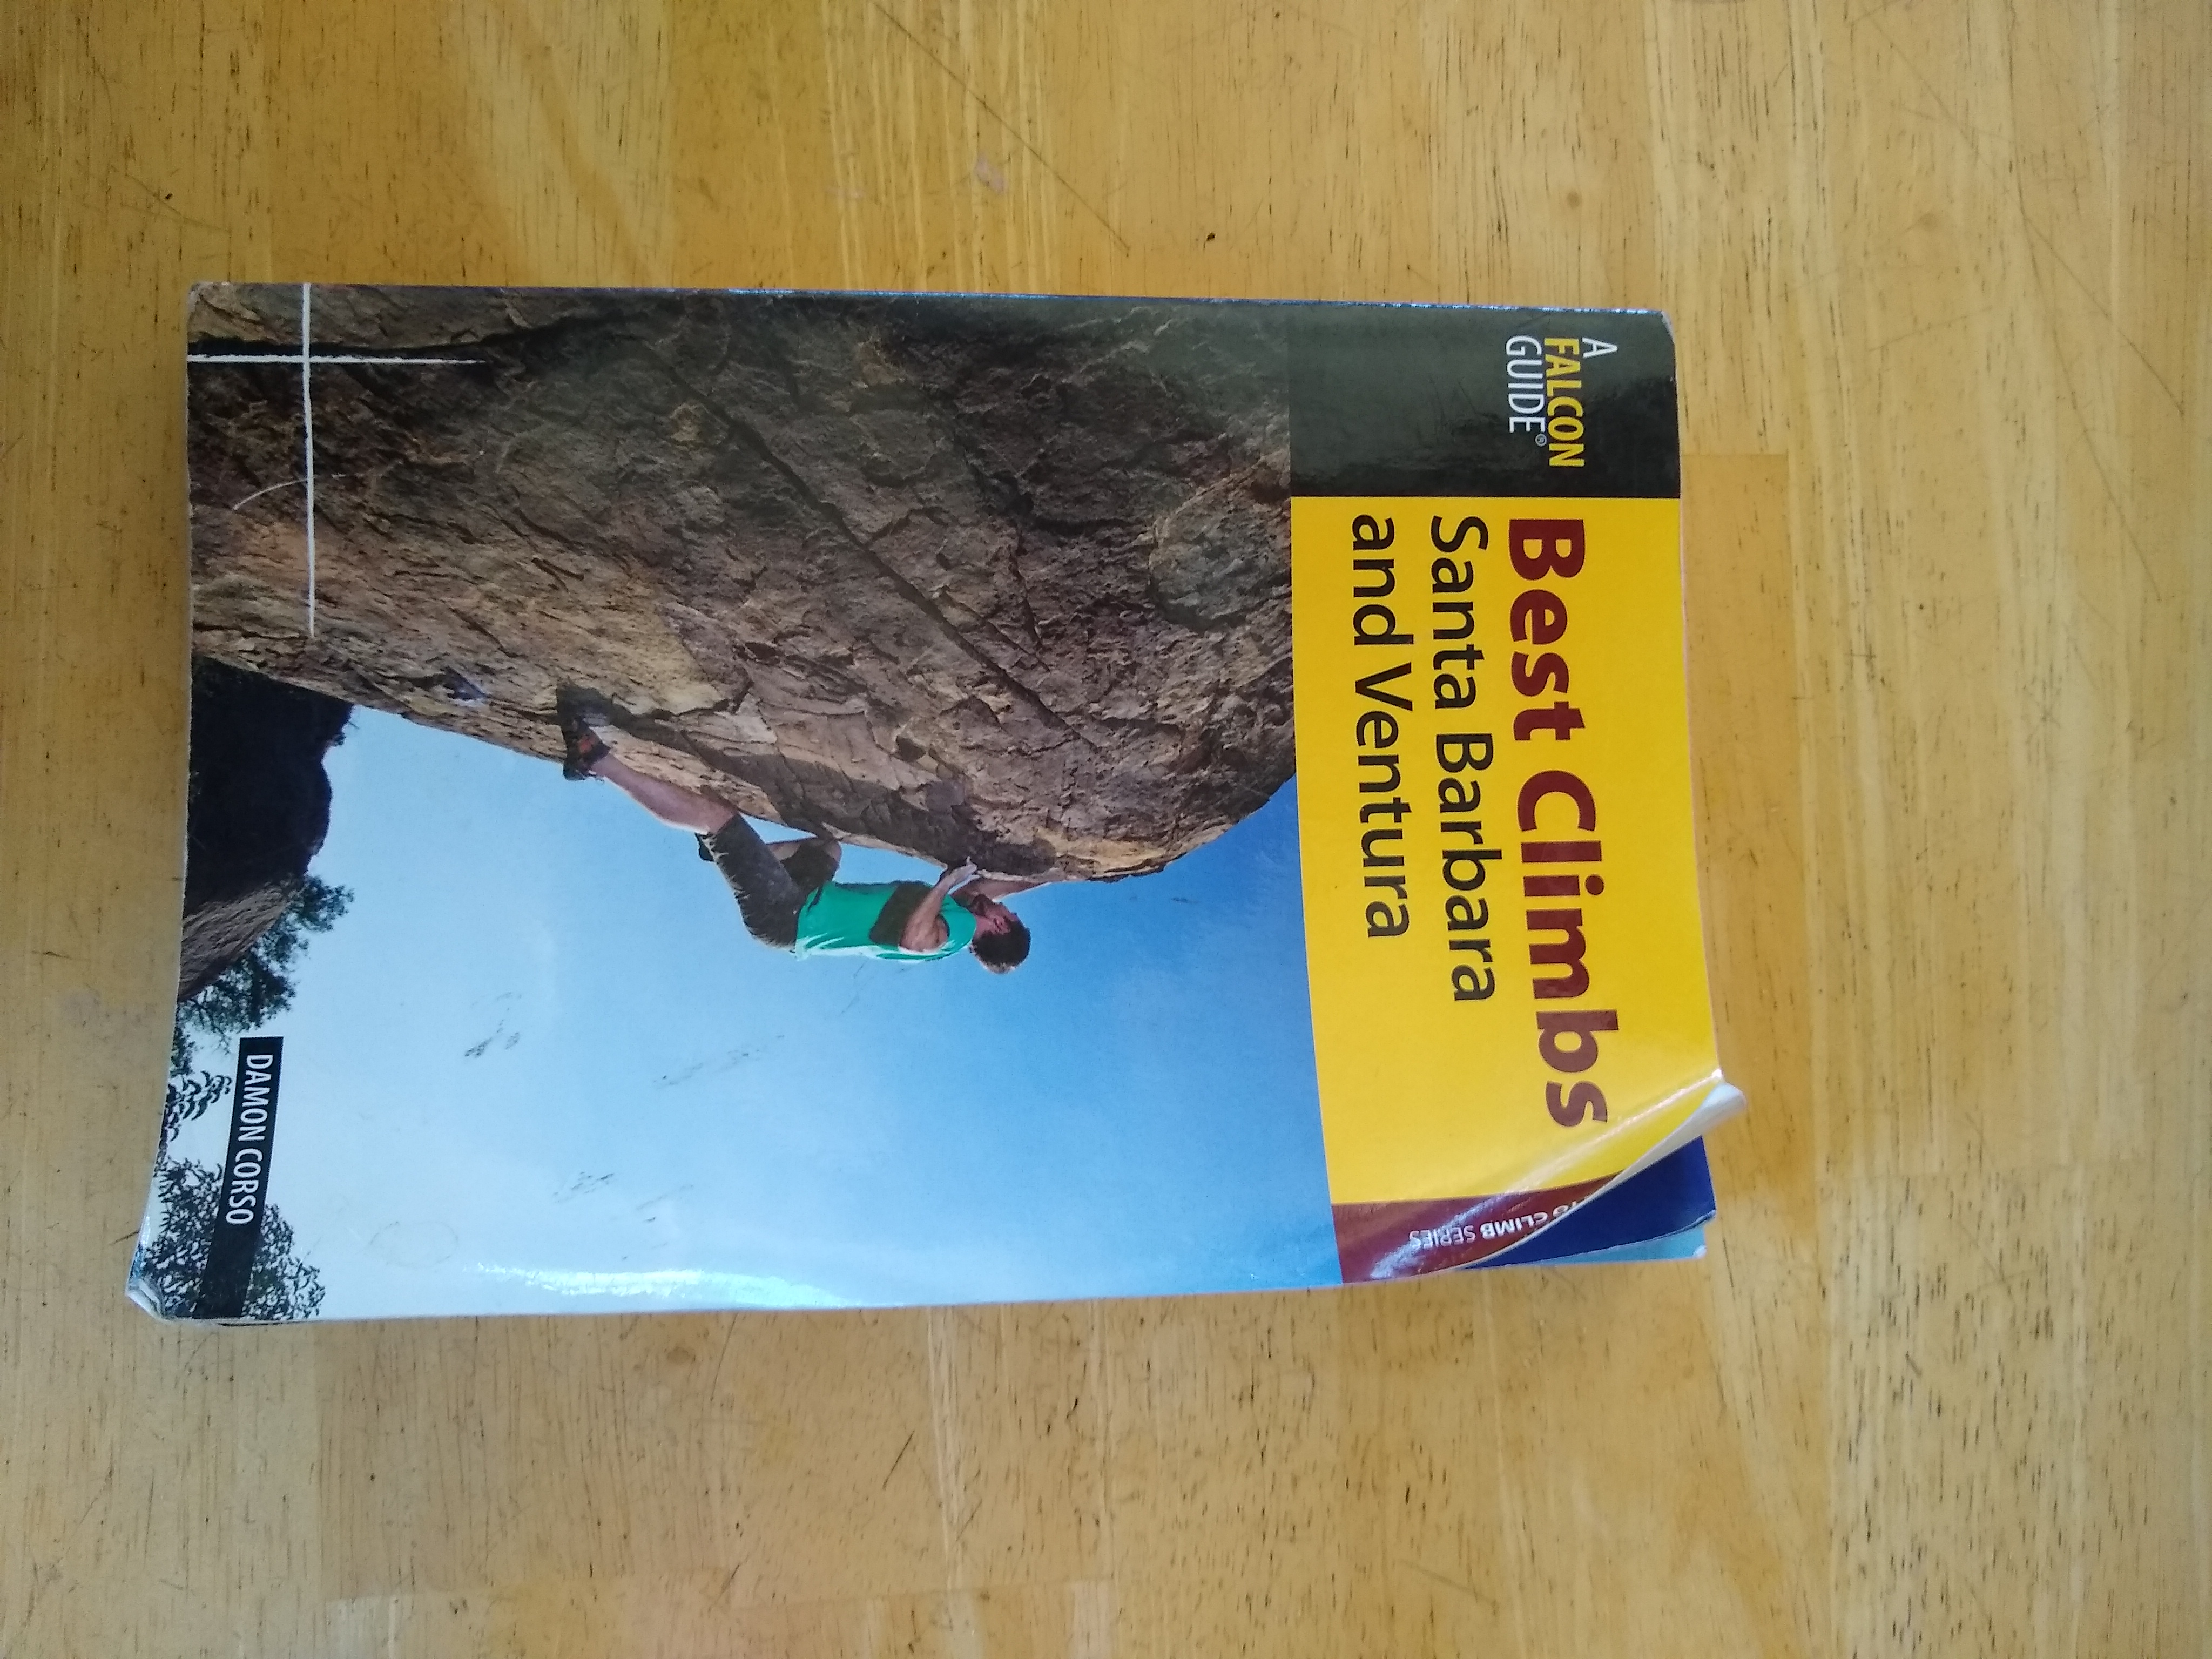 A
FALCON
GUIDE®
Best Climbs
Santa Barbara
and Ventura
CLIMB SERIES
DAMON CORSO